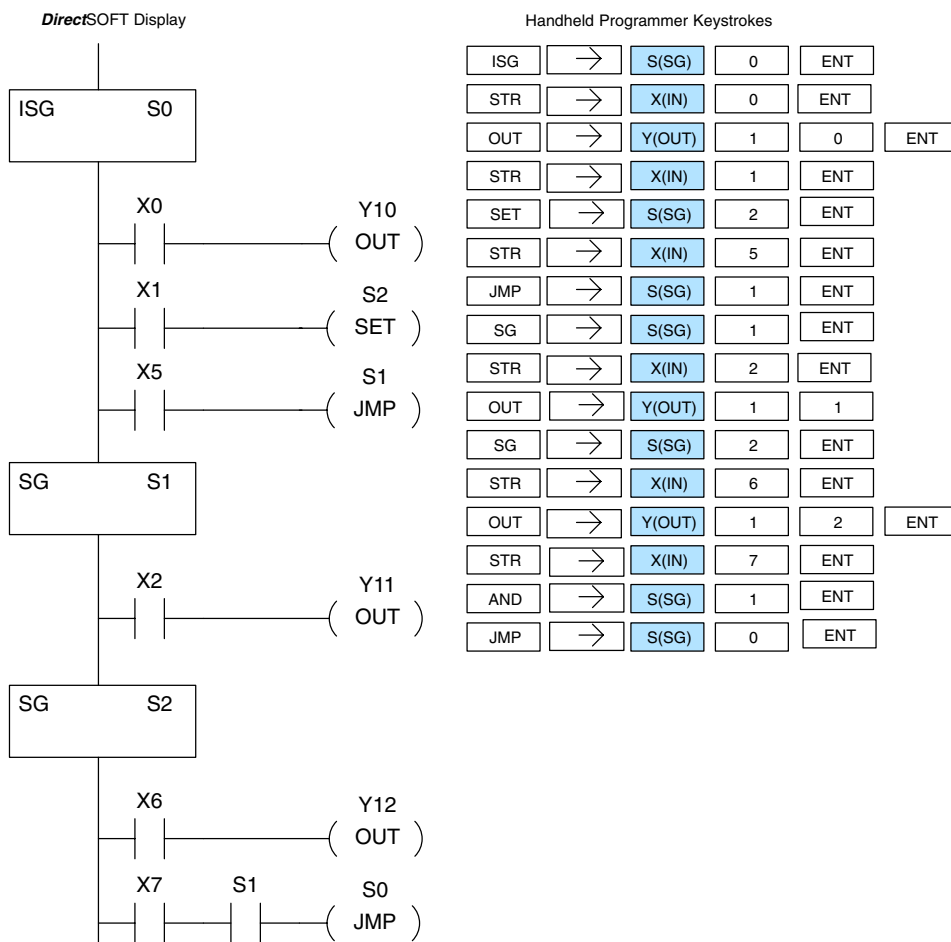 DirectSOFT Display
ISG S0
X0 Y10
OUT
X1 S2
SET
X5 S1
JMP
SG S1
X2 Y11
OUT
SG S2
X6 Y12
OUT
X7 S1 S0
JMP
Handheld Programmer Keystrokes
ISG → S(SG) 0 ENT
STR → X(IN) 0 ENT
OUT → Y(OUT) 1 0 ENT
STR → X(IN) 1 ENT
SET → S(SG) 2 ENT
STR → X(IN) 5 ENT
JMP → S(SG) 1 ENT
SG → S(SG) 1 ENT
STR → X(IN) 2 ENT
OUT → Y(OUT) 1 1
SG → S(SG) 2 ENT
STR → X(IN) 6 ENT
OUT → Y(OUT) 1 2 ENT
STR → X(IN) 7 ENT
AND → S(SG) 1 ENT
JMP → S(SG) 0 ENT